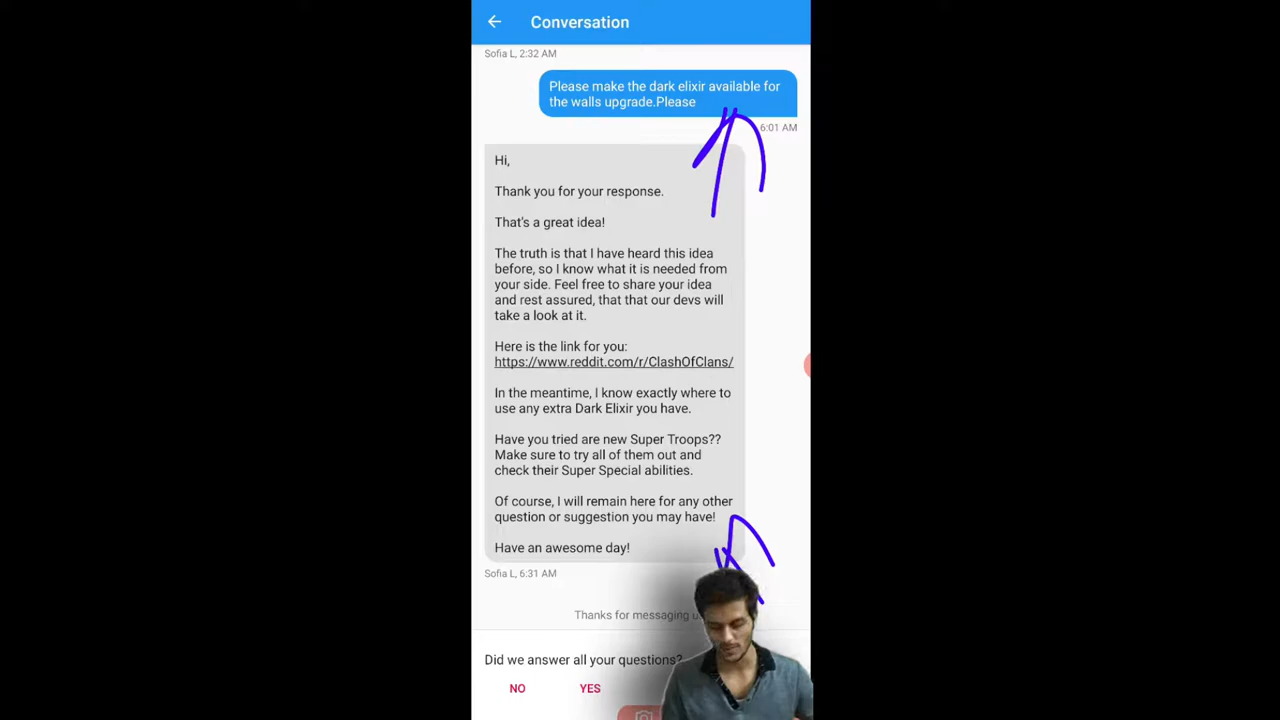 Conversation
Sofia L, 2:32 AM
Please make the dark elixir available for
the walls upgrade.Please
6:01 AM
Hi,
Thank you for your response.
That's a great idea!
The truth is that I have heard this idea
before, so I know what it is needed from
your side. Feel free to share your idea
and rest assured, that that our devs will
take a look at it.
Here is the link for you:
https://www.reddit.com/r/ClashOfClans/
In the meantime, I know exactly where to
use any extra Dark Elixir you have.
Have you tried are new Super Troops??
Make sure to try all of them out and
check their Super Special abilities.
Of course, I will remain here for any other
question or suggestion you may have!
Have an awesome day!
Sofia L, 6:31 AM
Thanks for messaging
Did we answer all your questions?
NO YES